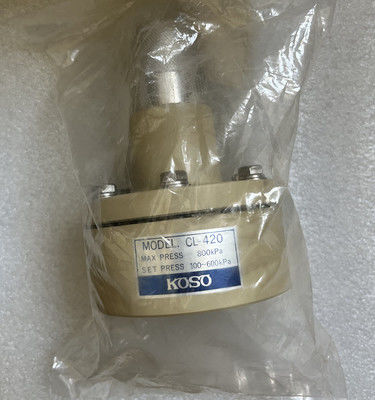 MODEL. CL-420
MAX PRESS 800kPa
SET PRESS 100~600kPa
KOSO